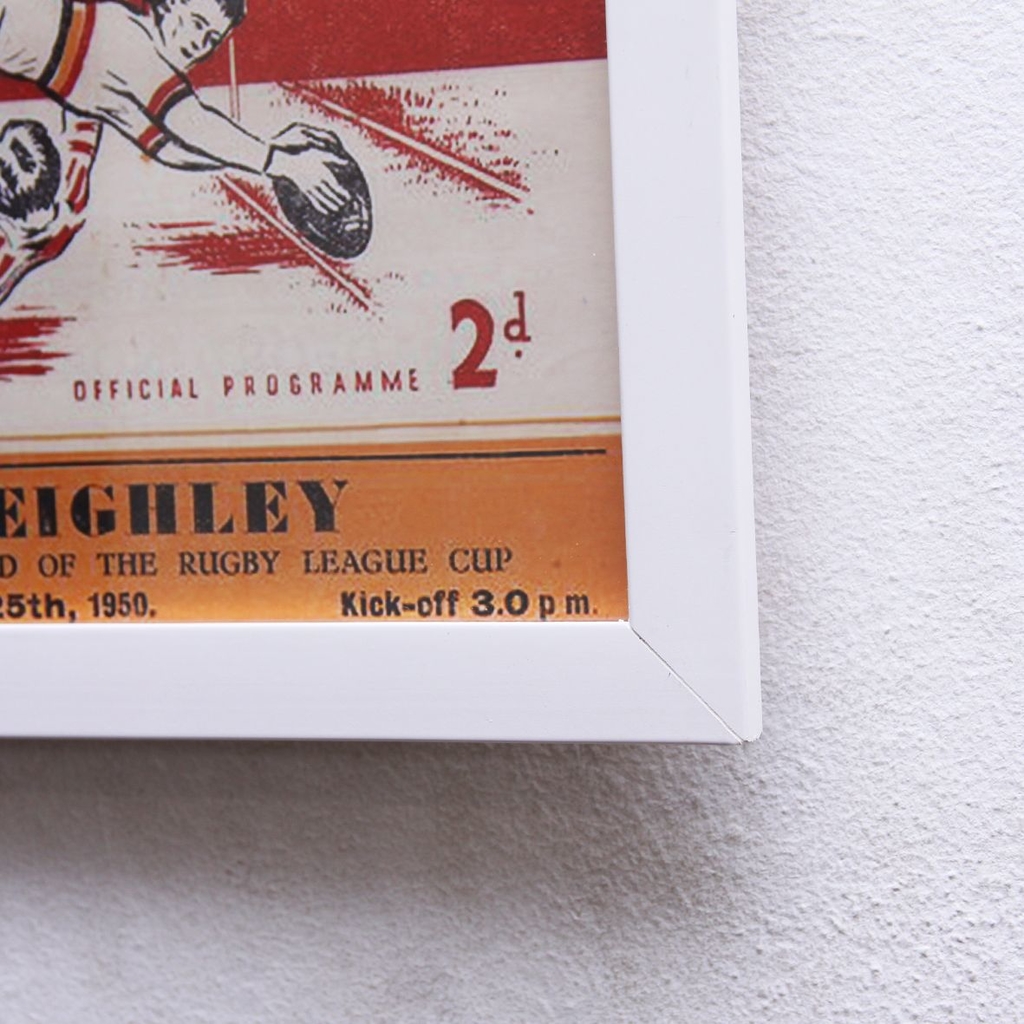 2d.
OFFICIAL PROGRAMME
EIGHLEY
D OF THE RUGBY LEAGUE CUP
25th, 1950. Kick-off 3.0 p m.